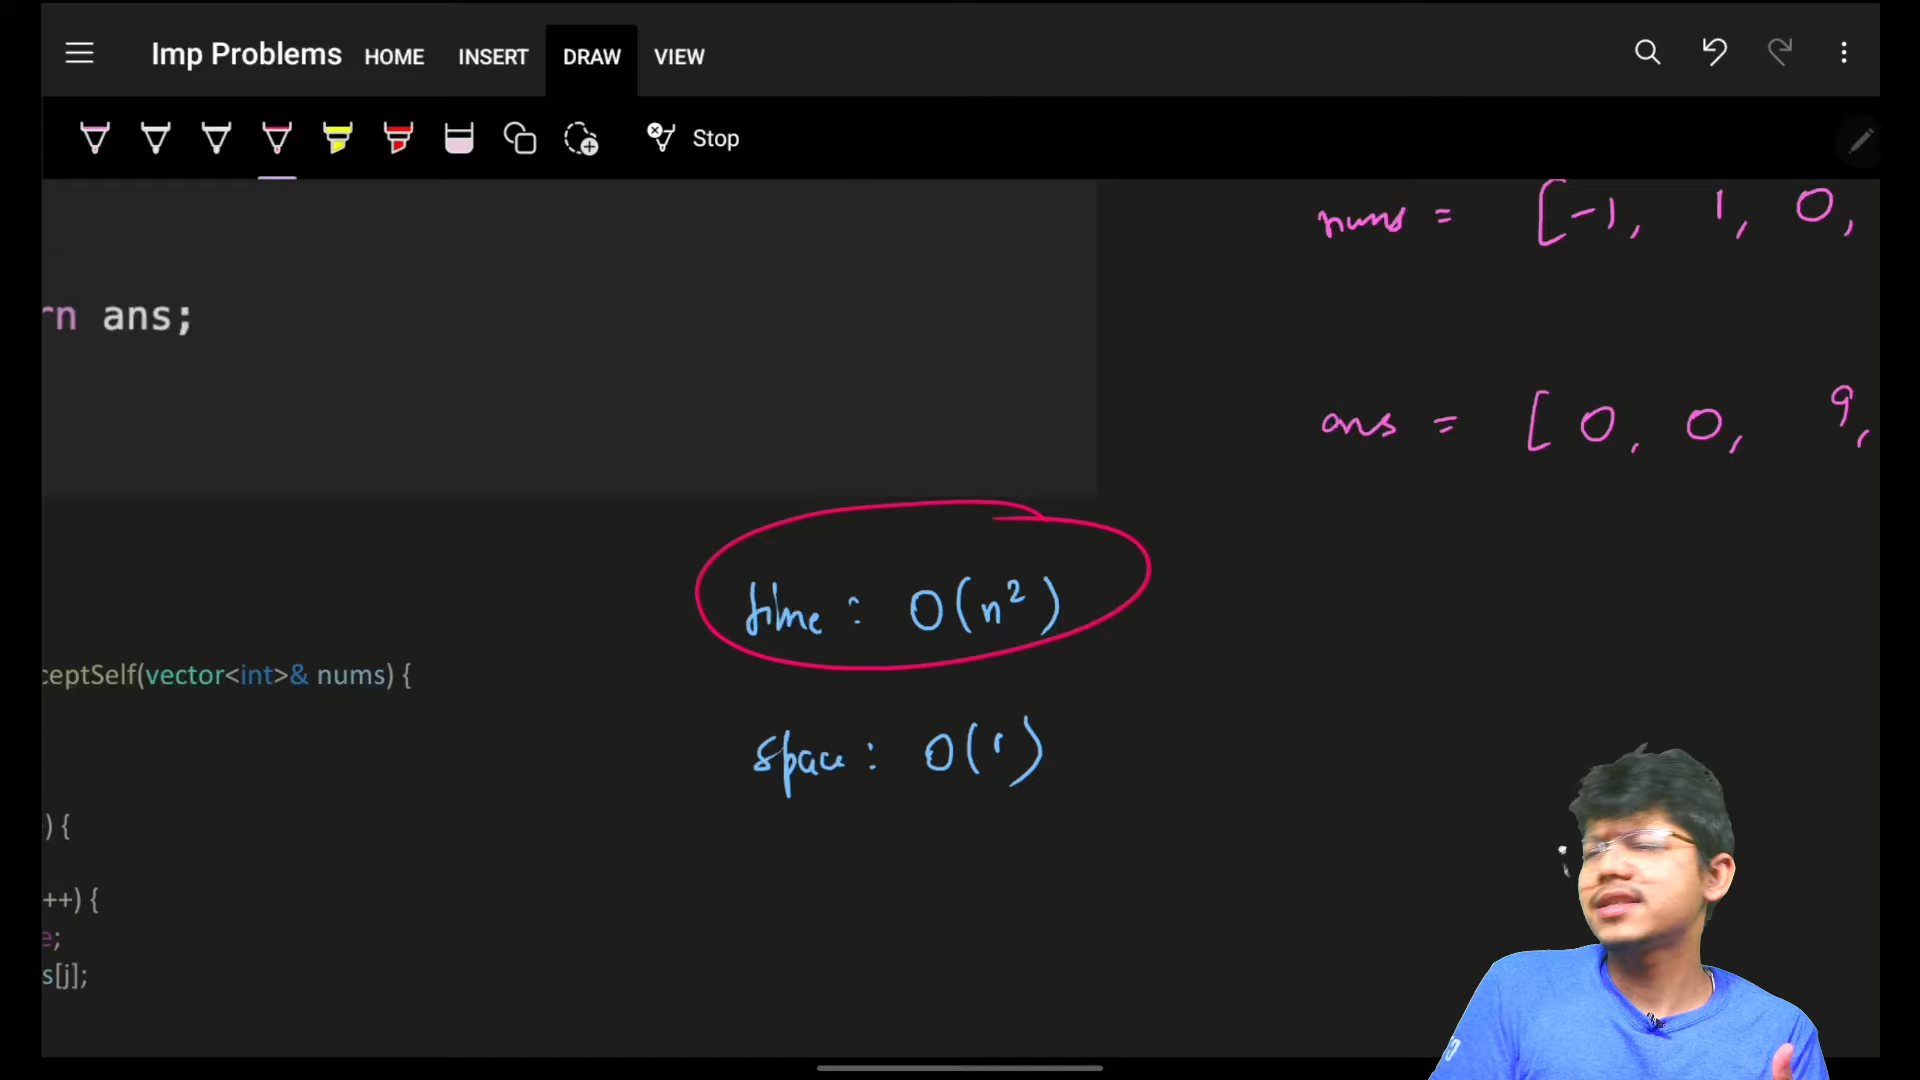 Imp Problems HOME INSERT DRAW VIEW
Stop
nums = [-1, 1, 0,
rn ans;
ans = [0, 0, 9,
time: O(n²)
ceptSelf(vector<int>& nums) {
space: O(1)
) {
++) {
e;
s[j];